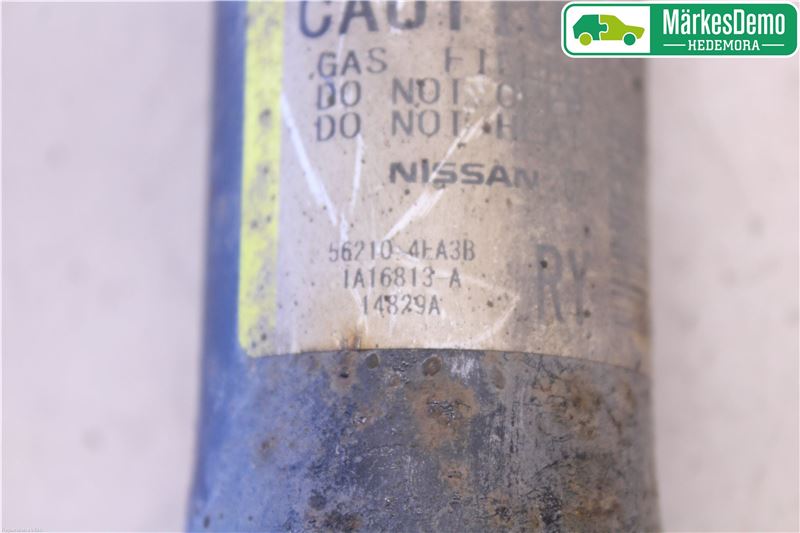 MärkesDemo
HEDEMORA
GAS
DO NOT
DO NOT
NISSAN
56210-4EA3B
1A16813-A
14829A
RY